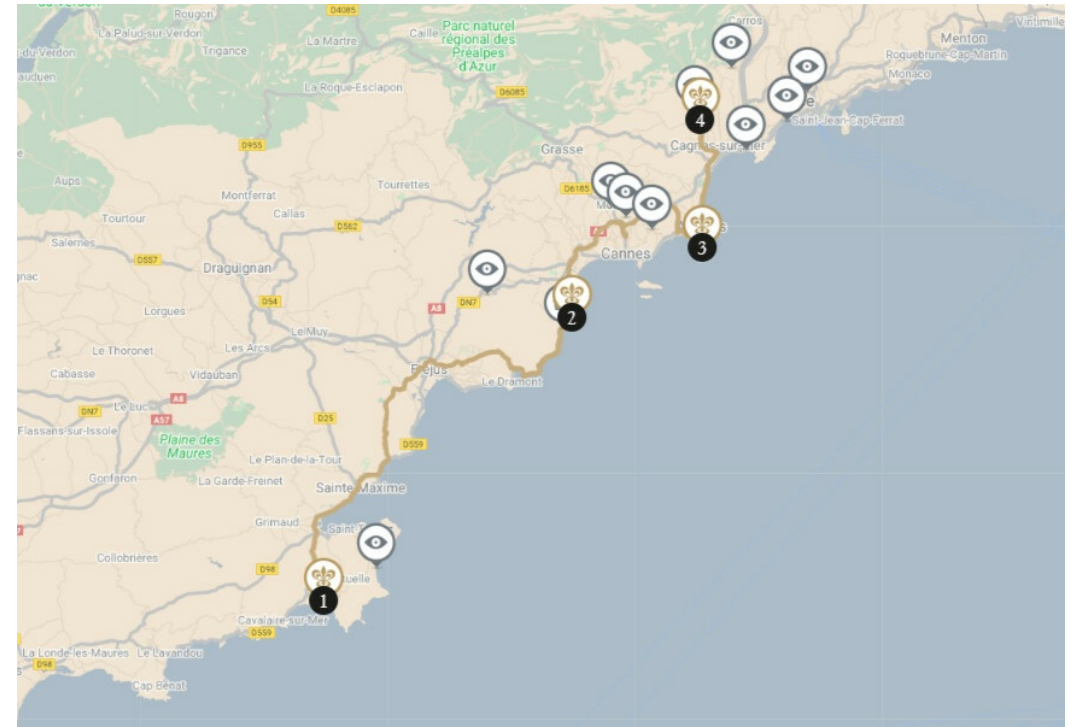 Rougon
D4085
La Palud-sur-Verdon
Trigance
La Martre
Caille
Parc naturel
régional des
Préalpes
d'Azur
Carros
Vintimille
Menton
Roquebrune-Cap-Martin
Monaco
La Roque-Esclapon
D6085
Saint-Jean-Cap-Ferrat
4
D955
Grasse
Cagnes-sur-Mer
Aups
Montferrat
Tourrettes
D6185
Tourtour
Callas
D562
3
Salernes
D557
Draguignan
Cannes
D54
A8
DN7
2
Lorgues
Le Muy
Le Thoronet
Les Arcs
Fréjus
Le Dramont
Cabasse
Vidauban
A8
DN7
Le Luc
A57
D25
Flassans-sur-Issole
Plaine des
Maures
D559
Le Plan-de-la-Tour
Gonfaron
La Garde-Freinet
Sainte-Maxime
Grimaud
Collobrières
D98
1
Cavalaire-sur-Mer
D559
La Londe-les-Maures
Le Lavandou
D98
Cap Bénat